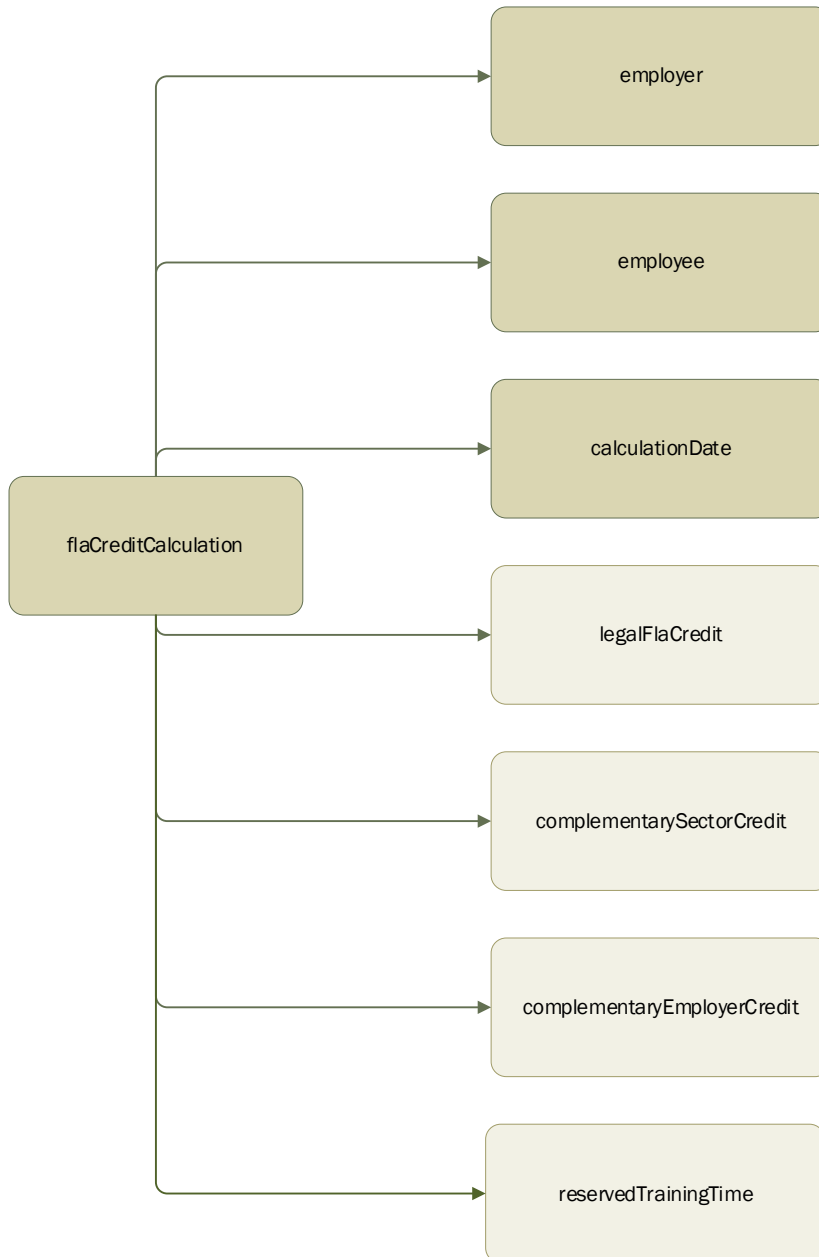 employer
employee
calculationDate
flaCreditCalculation
legalFlaCredit
complementarySectorCredit
complementaryEmployerCredit
reservedTrainingTime